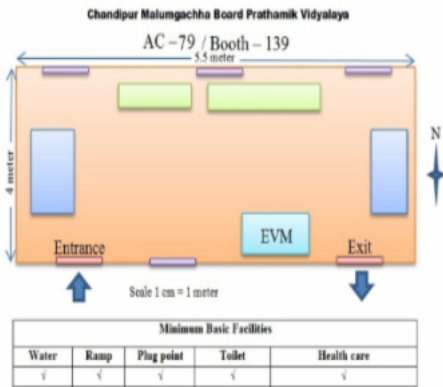 Chandipur Malumgachha Board Prathamik Vidyalaya
AC –79 / Booth – 139
5.5 meter
4 meter
N
EVM
Entrance
Exit
Scale 1 cm = 1 meter
Minimum Basic Facilities
Water Ramp Plug point Toilet Health care
√ √ √ √ √